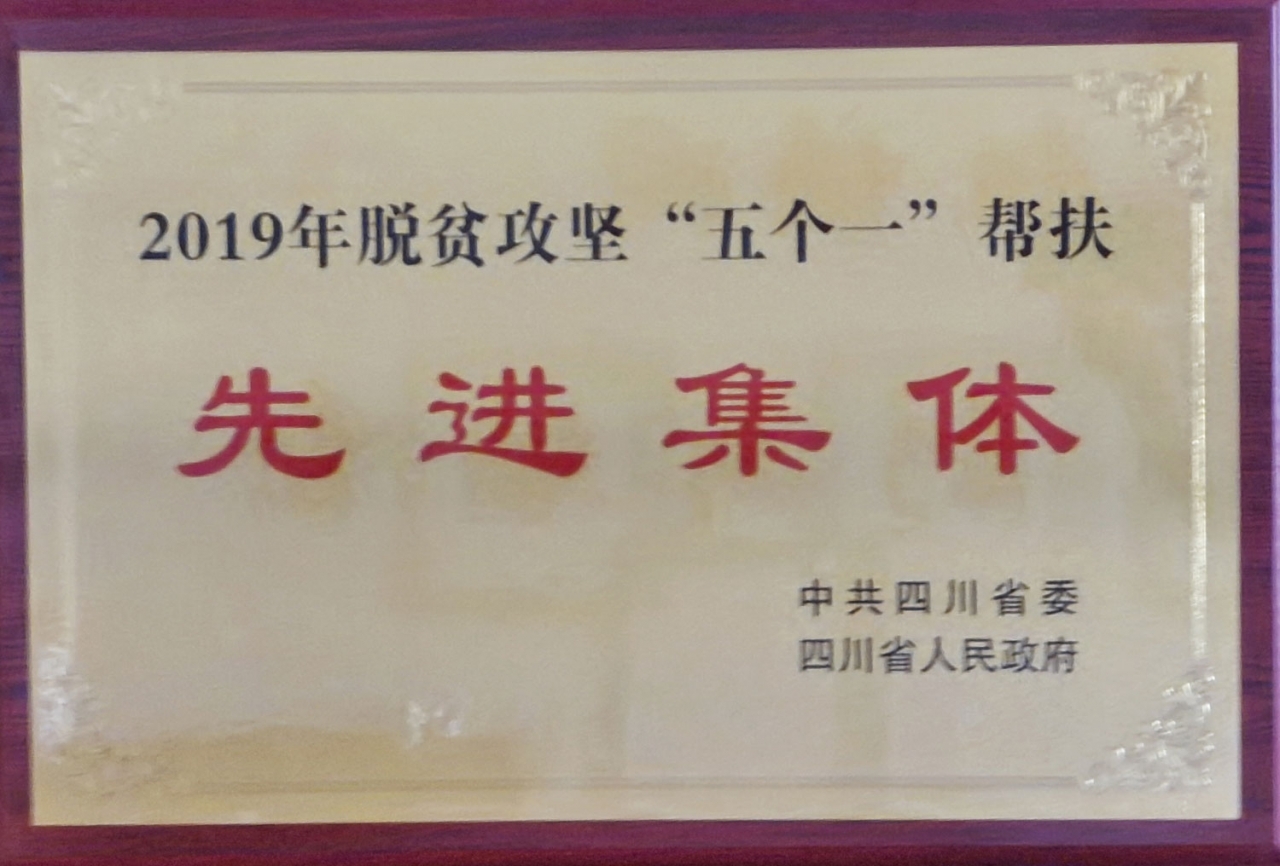 2019年脱贫攻坚“五个一”帮扶
先进集体
中共四川省委
四川省人民政府